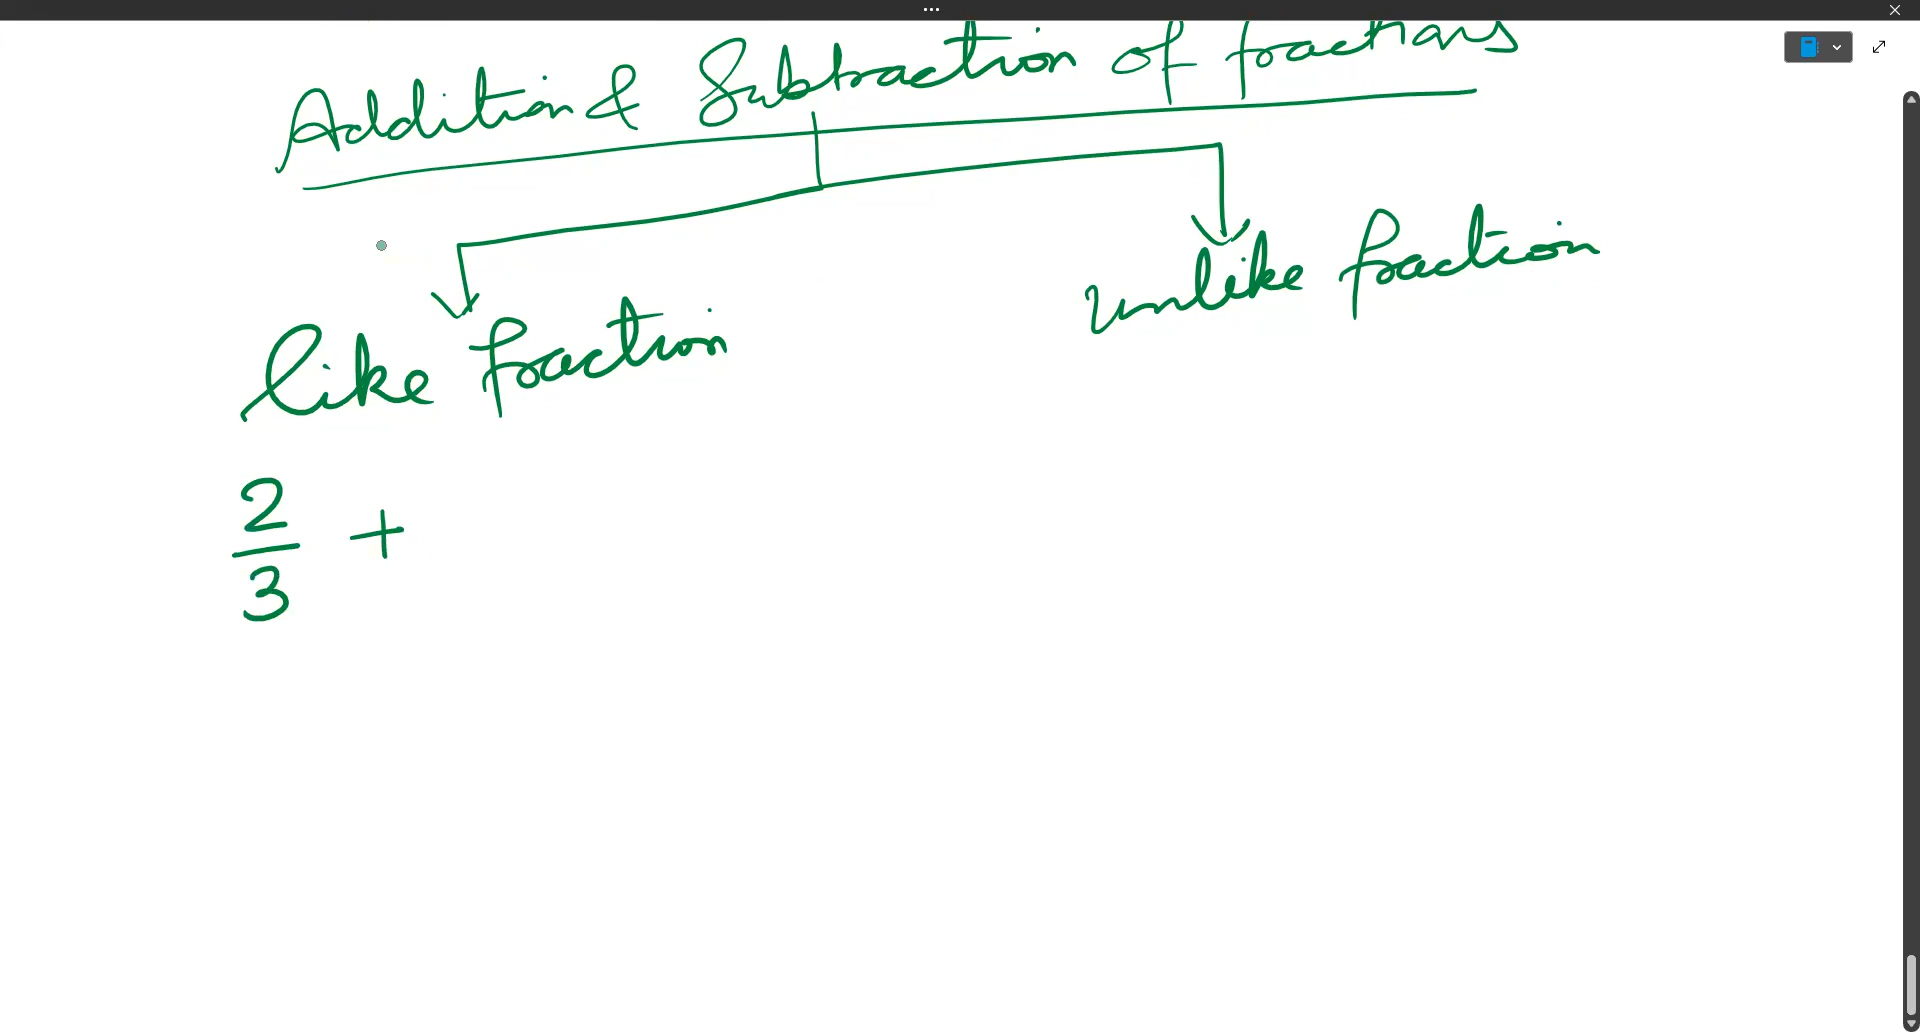 Addition & Subtraction of fractions
like fraction
unlike fraction
2/3 +